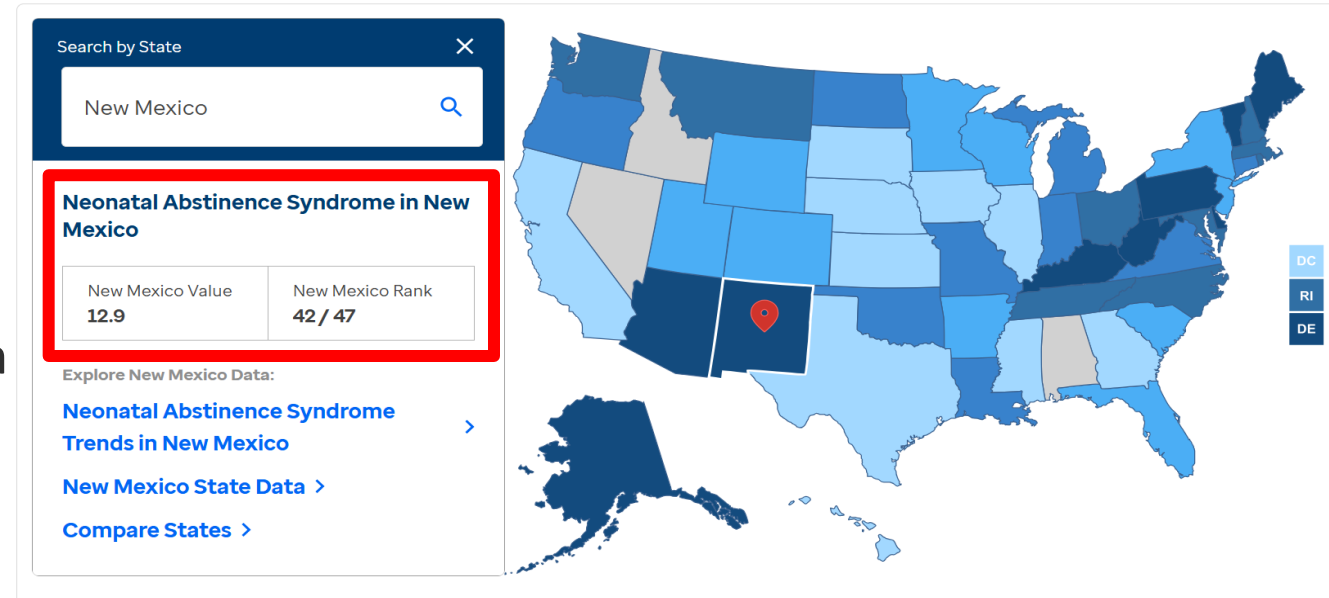 Search by State
New Mexico
Neonatal Abstinence Syndrome in New
Mexico
New Mexico Value
12.9
New Mexico Rank
42 / 47
Explore New Mexico Data:
Neonatal Abstinence Syndrome
Trends in New Mexico
New Mexico State Data
Compare States
DC
RI
DE